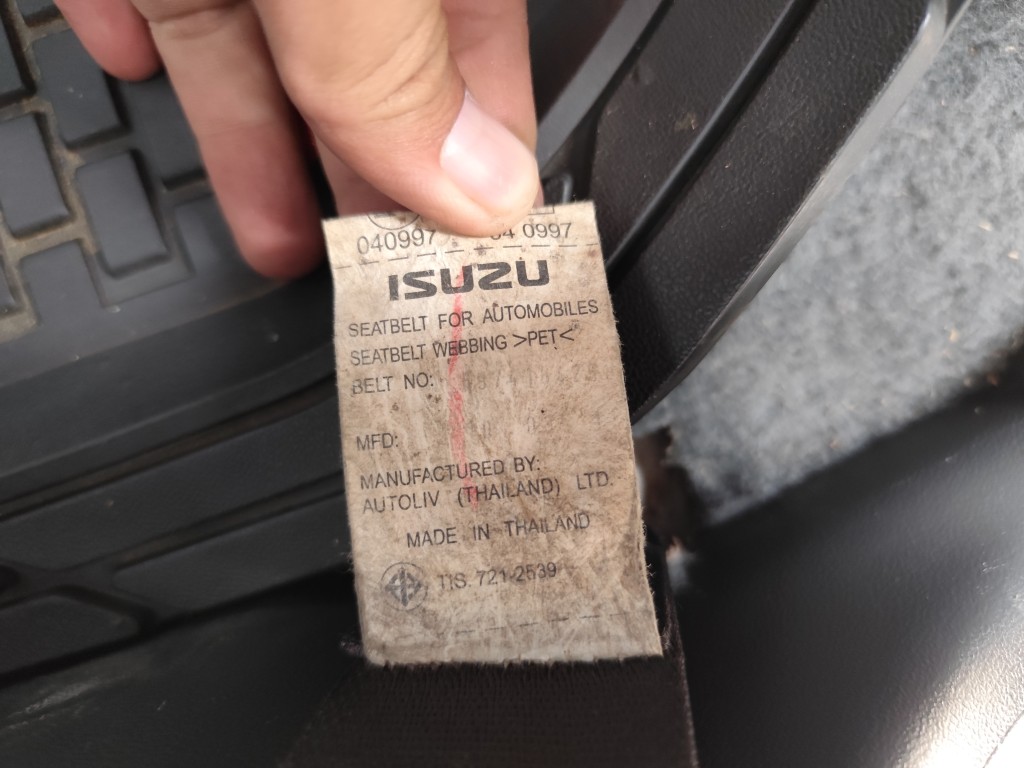 040997 04 0997
ISUZU
SEATBELT FOR AUTOMOBILES
SEATBELT WEBBING >PET<
BELT NO:
MFD:
MANUFACTURED BY:
AUTOLIV (THAILAND) LTD.
MADE IN THAILAND
TIS. 721-2539